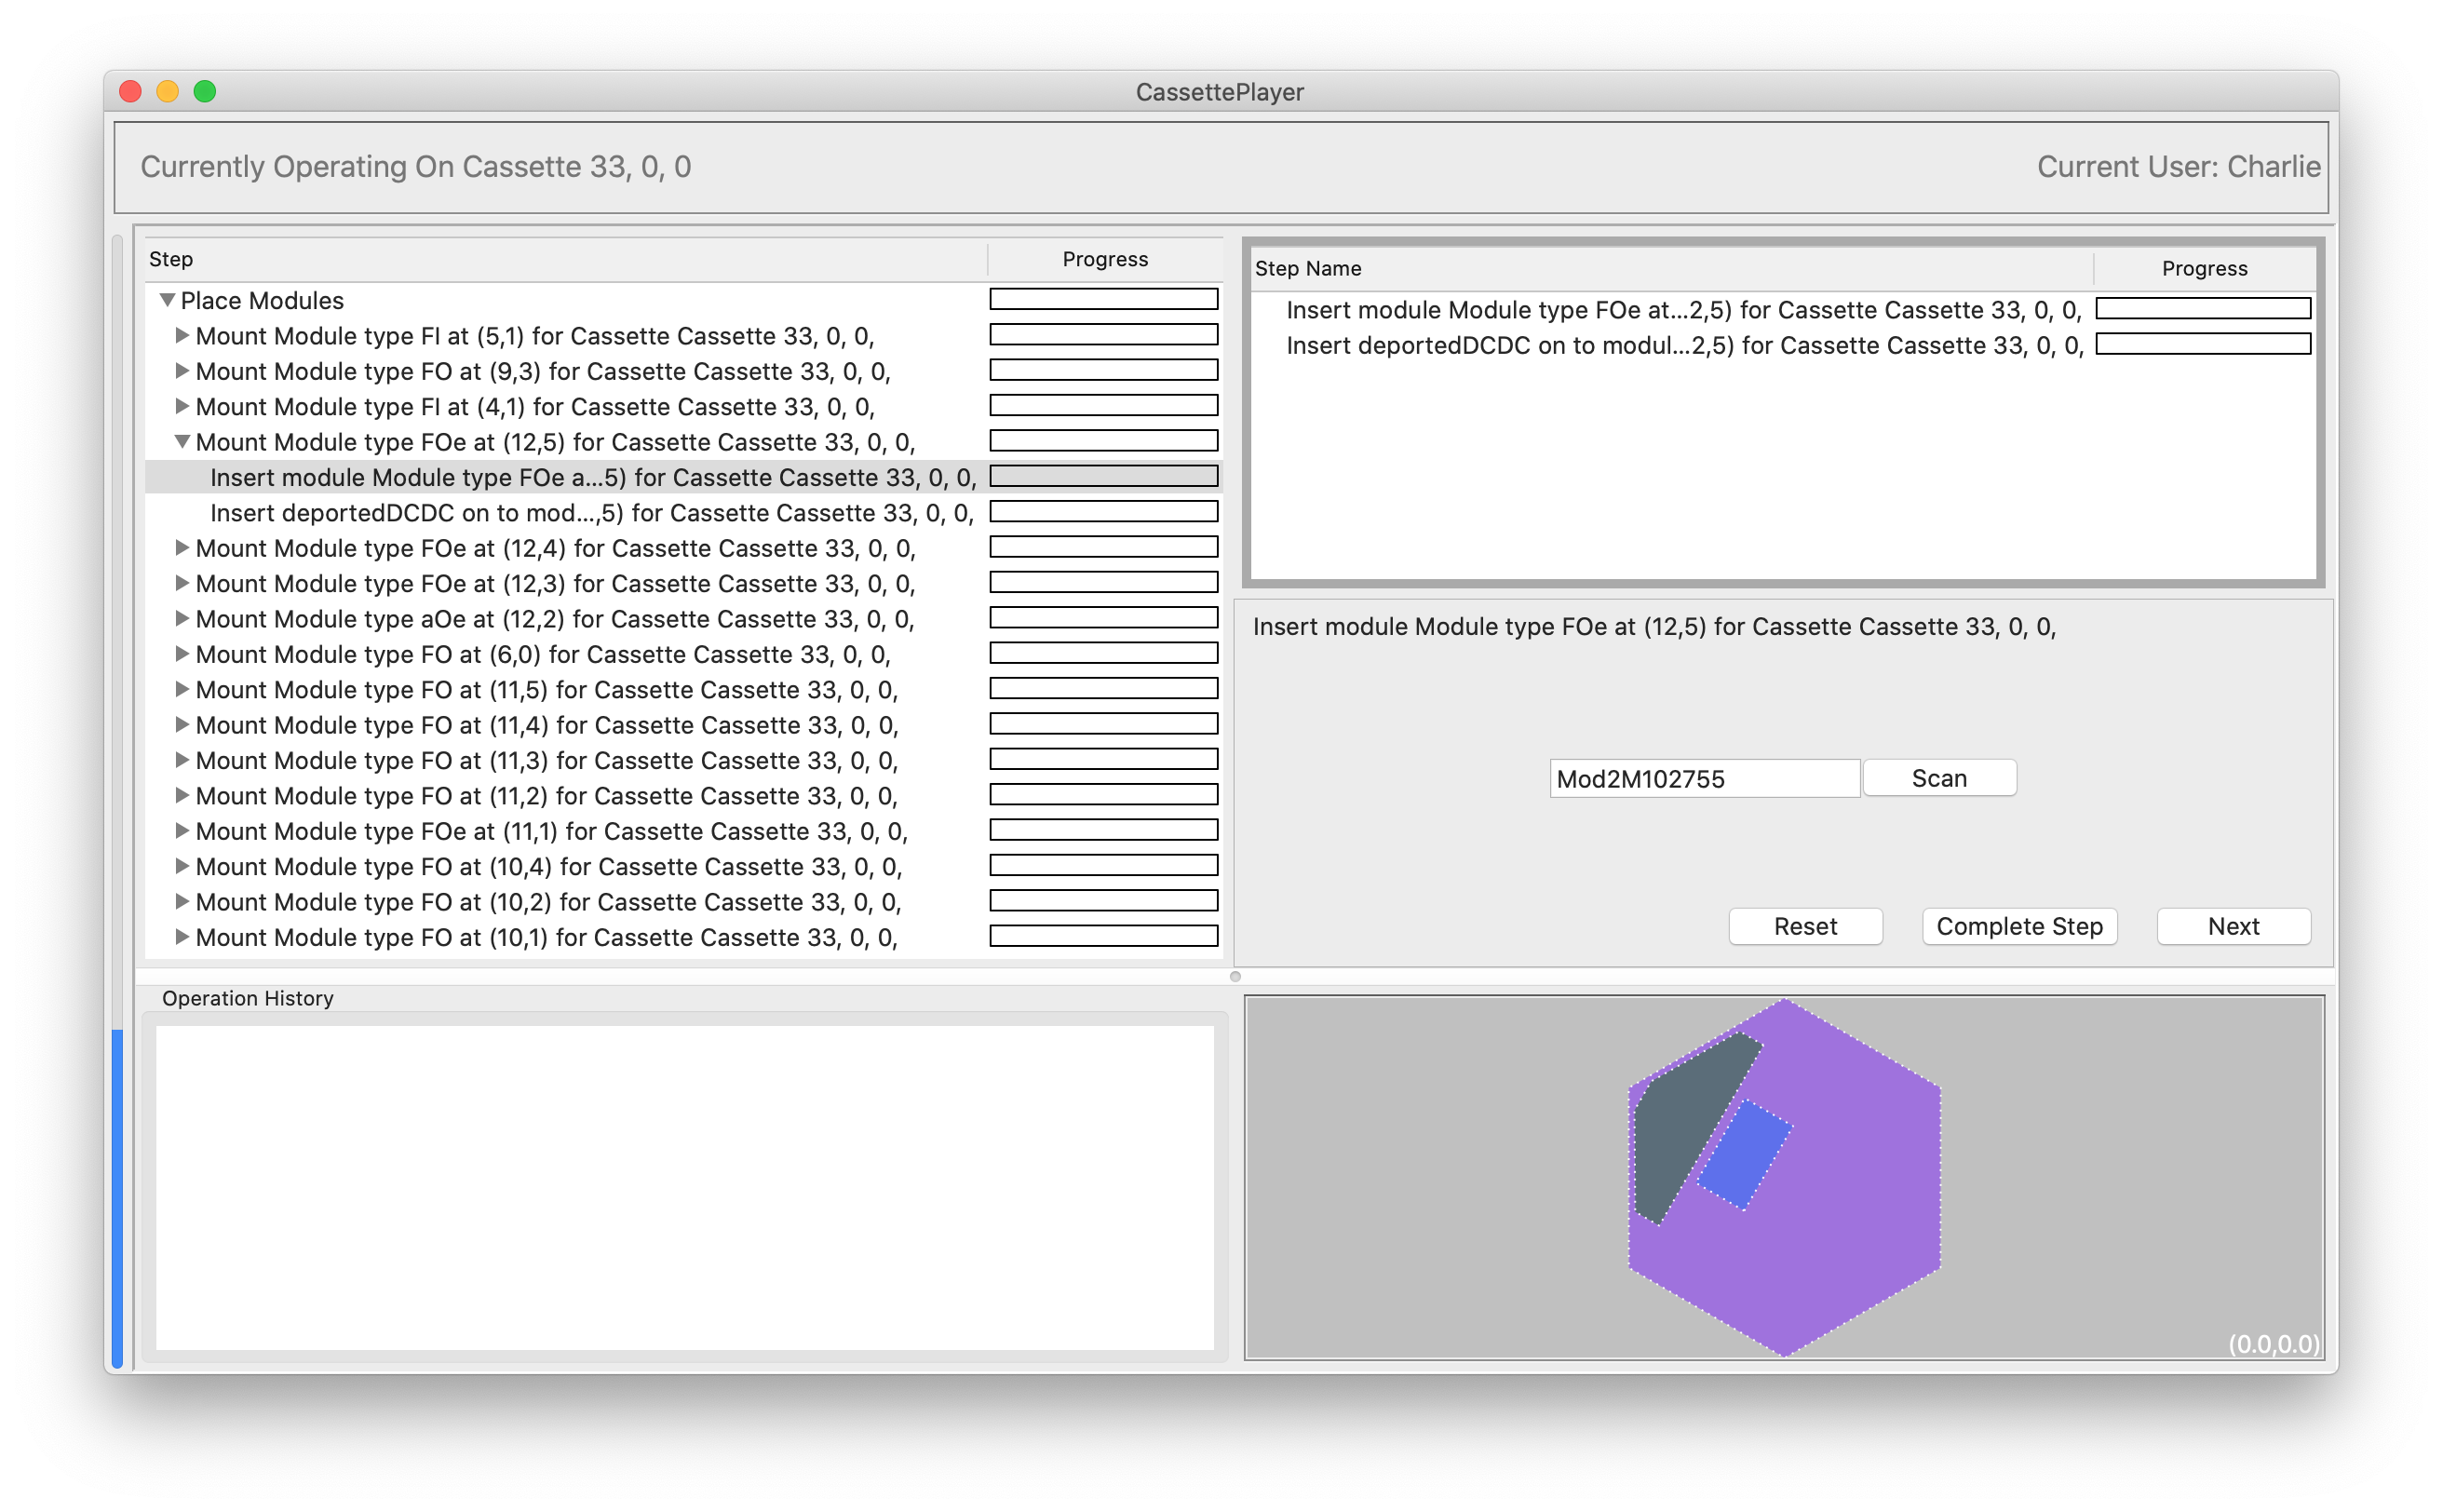 CassettePlayer
Currently Operating On Cassette 33, 0, 0
Current User: Charlie
Step
Progress
Place Modules
Mount Module type FI at (5,1) for Cassette Cassette 33, 0, 0,
Mount Module type FO at (9,3) for Cassette Cassette 33, 0, 0,
Mount Module type FI at (4,1) for Cassette Cassette 33, 0, 0,
Mount Module type FOe at (12,5) for Cassette Cassette 33, 0, 0,
Insert module Module type FOe a...5) for Cassette Cassette 33, 0, 0,
Insert deportedDCDC on to mod...,5) for Cassette Cassette 33, 0, 0,
Mount Module type FOe at (12,4) for Cassette Cassette 33, 0, 0,
Mount Module type FOe at (12,3) for Cassette Cassette 33, 0, 0,
Mount Module type aOe at (12,2) for Cassette Cassette 33, 0, 0,
Mount Module type FO at (6,0) for Cassette Cassette 33, 0, 0,
Mount Module type FO at (11,5) for Cassette Cassette 33, 0, 0,
Mount Module type FO at (11,4) for Cassette Cassette 33, 0, 0,
Mount Module type FO at (11,3) for Cassette Cassette 33, 0, 0,
Mount Module type FO at (11,2) for Cassette Cassette 33, 0, 0,
Mount Module type FOe at (11,1) for Cassette Cassette 33, 0, 0,
Mount Module type FO at (10,4) for Cassette Cassette 33, 0, 0,
Mount Module type FO at (10,2) for Cassette Cassette 33, 0, 0,
Mount Module type FO at (10,1) for Cassette Cassette 33, 0, 0,
Step Name
Progress
Insert module Module type FOe at...2,5) for Cassette Cassette 33, 0, 0,
Insert deportedDCDC on to modul...2,5) for Cassette Cassette 33, 0, 0,
Insert module Module type FOe at (12,5) for Cassette Cassette 33, 0, 0,
Mod2M102755
Scan
Reset
Complete Step
Next
Operation History
(0.0,0.0)